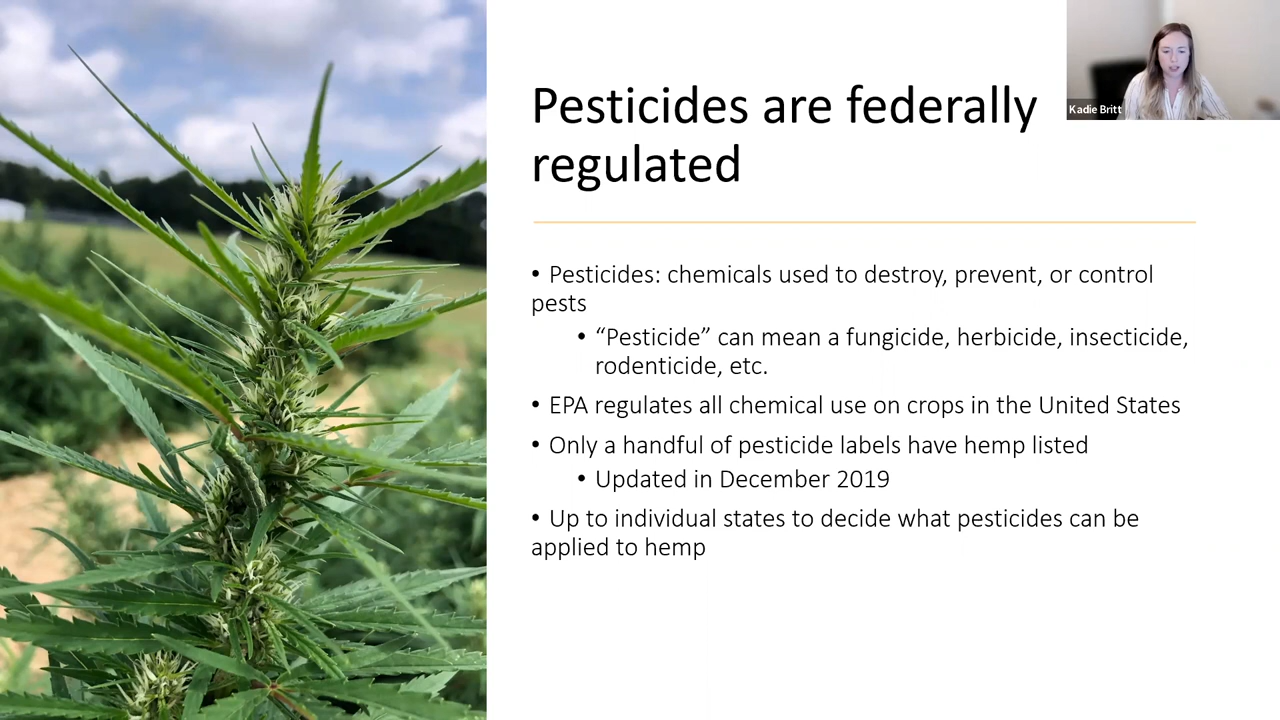 Pesticides are federally
regulated
Kadie Britt
• Pesticides: chemicals used to destroy, prevent, or control
pests
• “Pesticide” can mean a fungicide, herbicide, insecticide,
rodenticide, etc.
• EPA regulates all chemical use on crops in the United States
• Only a handful of pesticide labels have hemp listed
• Updated in December 2019
• Up to individual states to decide what pesticides can be
applied to hemp